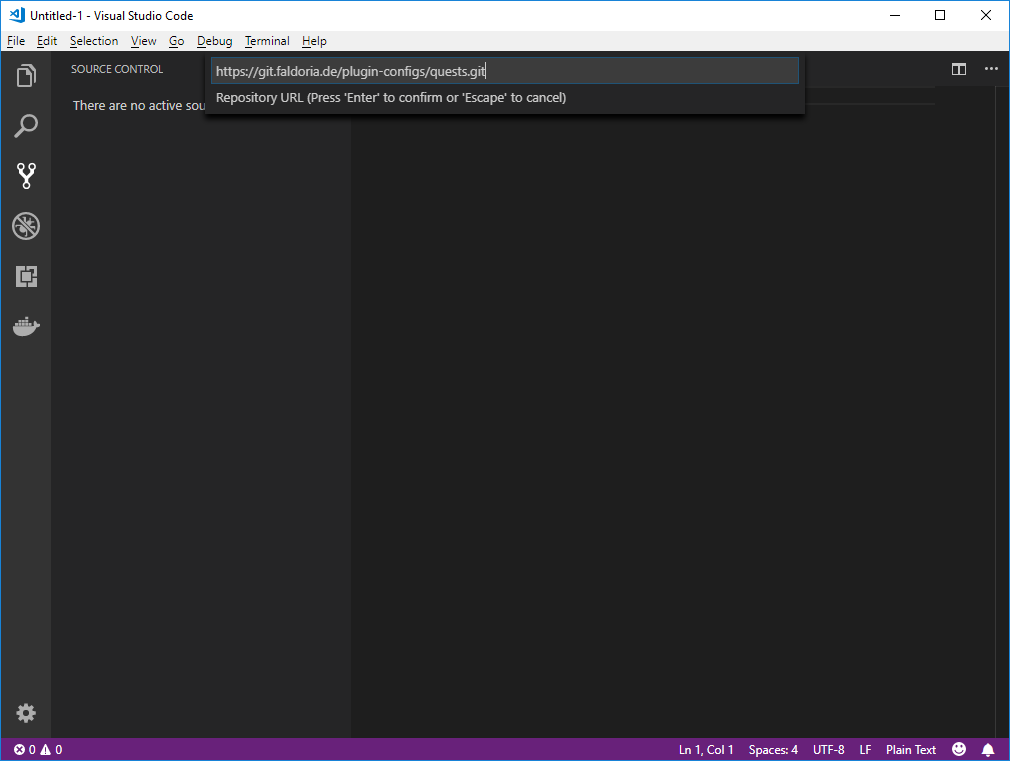 Untitled-1 - Visual Studio Code
File Edit Selection View Go Debug Terminal Help
SOURCE CONTROL
https://git.faldoria.de/plugin-configs/quests.git
Repository URL (Press 'Enter' to confirm or 'Escape' to cancel)
There are no active sou
0 0
Ln 1, Col 1 Spaces: 4 UTF-8 LF Plain Text